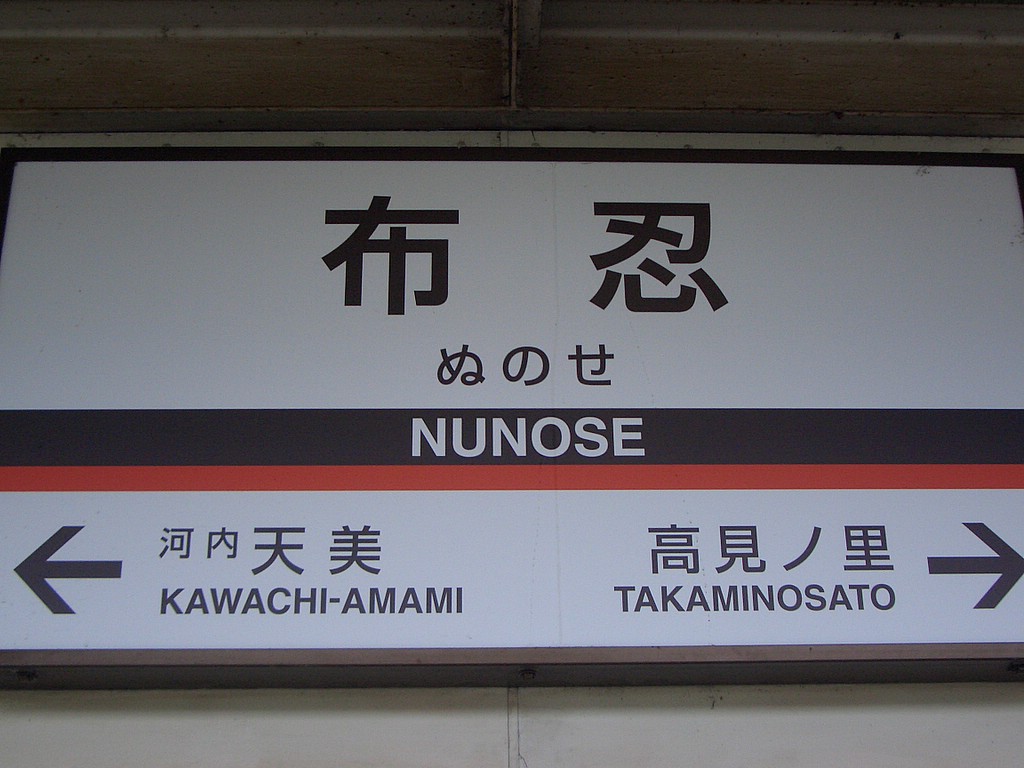 布忍
ぬのせ
NUNOSE
← 河内天美 高見ノ里 →
KAWACHI-AMAMI TAKAMINOSATO